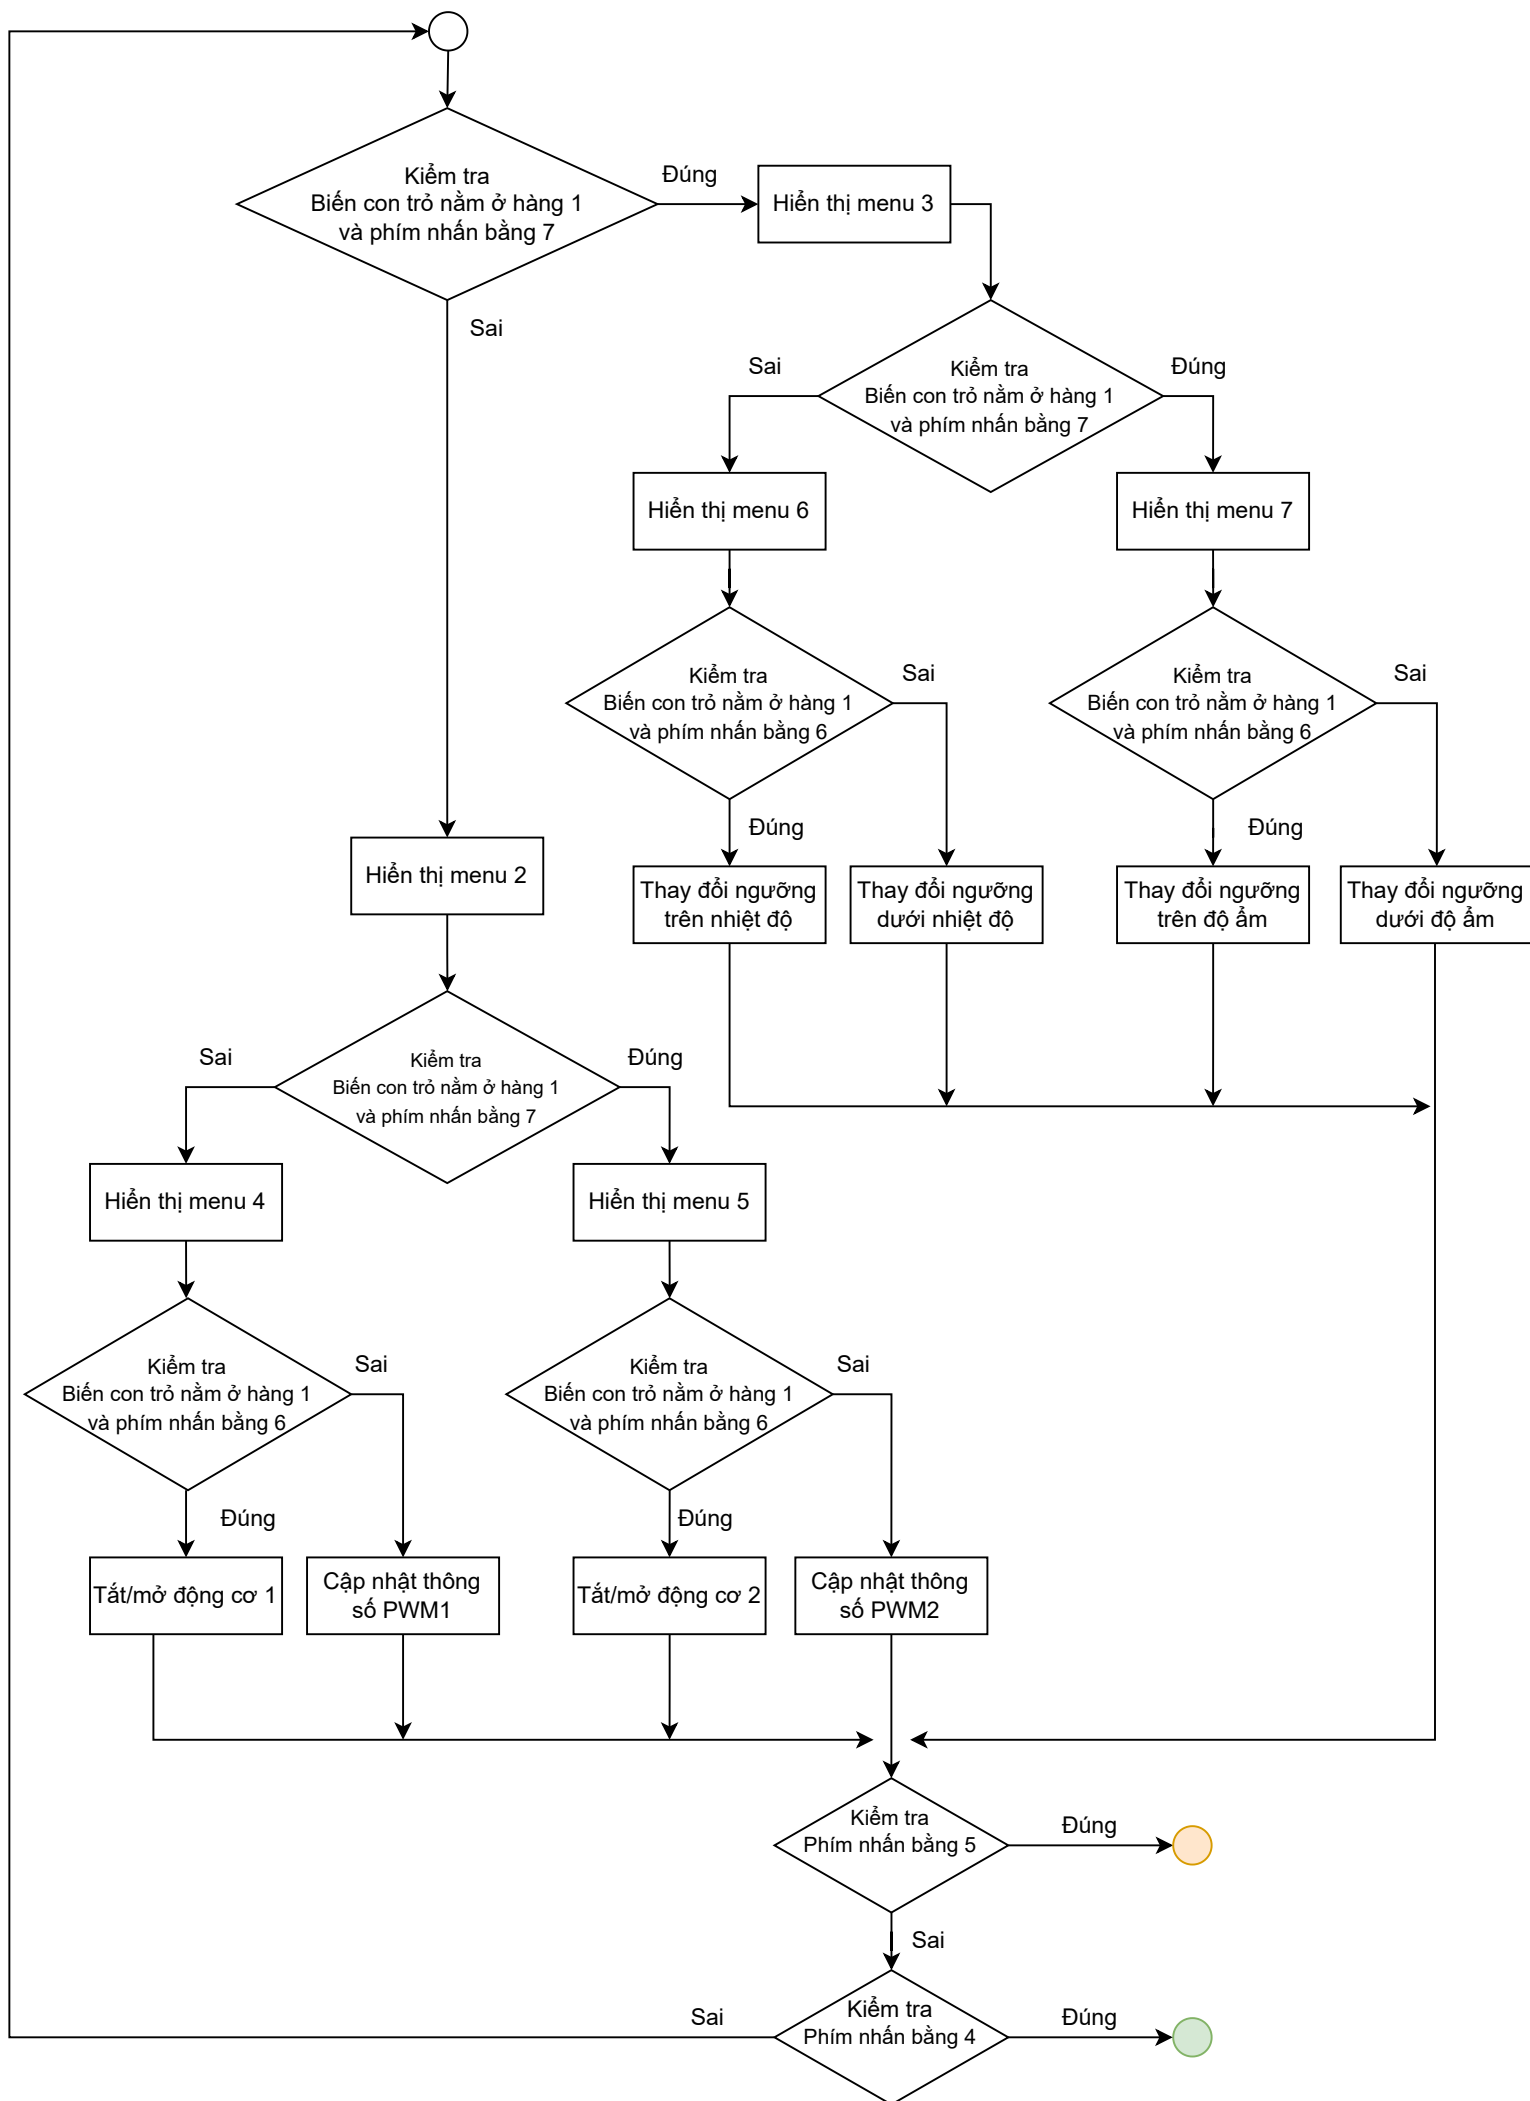 Kiểm tra
Biến con trỏ nằm ở hàng 1
và phím nhấn bằng 7
Đúng
Hiển thị menu 3
Sai
Sai
Kiểm tra
Biến con trỏ nằm ở hàng 1
và phím nhấn bằng 7
Đúng
Hiển thị menu 6
Hiển thị menu 7
Kiểm tra
Biến con trỏ nằm ở hàng 1
và phím nhấn bằng 6
Sai
Kiểm tra
Biến con trỏ nằm ở hàng 1
và phím nhấn bằng 6
Sai
Đúng
Đúng
Hiển thị menu 2
Thay đổi ngưỡng
trên nhiệt độ
Thay đổi ngưỡng
dưới nhiệt độ
Thay đổi ngưỡng
trên độ ẩm
Thay đổi ngưỡng
dưới độ ẩm
Sai
Kiểm tra
Biến con trỏ nằm ở hàng 1
và phím nhấn bằng 7
Đúng
Hiển thị menu 4
Hiển thị menu 5
Kiểm tra
Biến con trỏ nằm ở hàng 1
và phím nhấn bằng 6
Sai
Kiểm tra
Biến con trỏ nằm ở hàng 1
và phím nhấn bằng 6
Sai
Đúng
Đúng
Tắt/mở động cơ 1
Cập nhật thông
số PWM1
Tắt/mở động cơ 2
Cập nhật thông
số PWM2
Kiểm tra
Phím nhấn bằng 5
Đúng
Sai
Sai
Kiểm tra
Phím nhấn bằng 4
Đúng